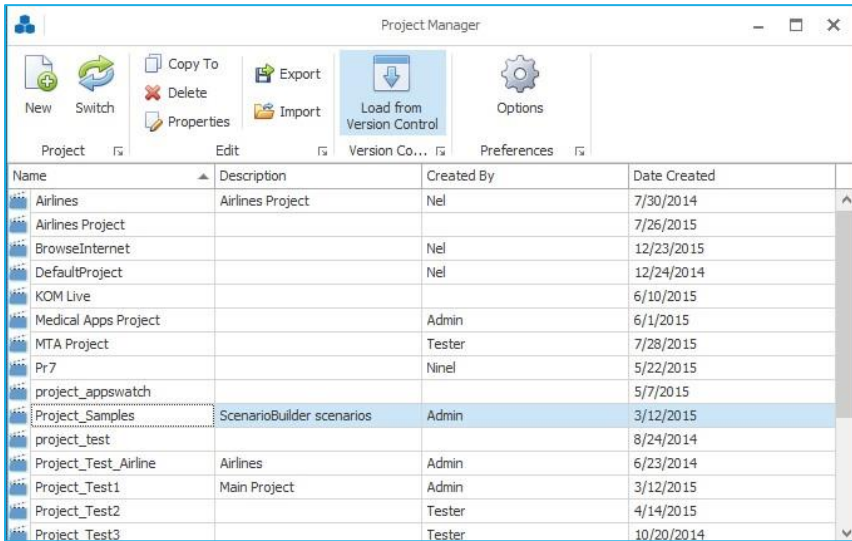 Project Manager
Copy To
Delete
Properties
Export
Import
New
Switch
Load from
Version Control
Options
Project
Edit
Version Co...
Preferences
Name Description Created By Date Created
Airlines Airlines Project Nel 7/30/2014
Airlines Project 7/26/2015
BrowseInternet Nel 12/23/2015
DefaultProject Nel 12/24/2014
KOM Live 6/10/2015
Medical Apps Project Admin 6/1/2015
MTA Project Tester 7/28/2015
Pr7 Ninel 5/22/2015
project_appswatch 5/7/2015
Project_Samples ScenarioBuilder scenarios Admin 3/12/2015
project_test 8/24/2014
Project_Test_Airline Airlines Admin 6/23/2014
Project_Test1 Main Project Admin 3/12/2015
Project_Test2 Tester 4/14/2015
Project_Test3 Tester 10/20/2014